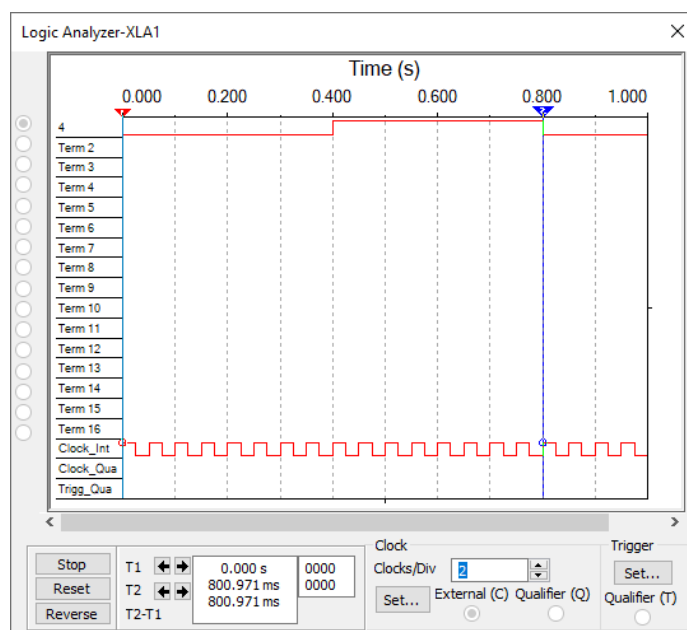 Logic Analyzer-XLA1
Time (s)
0.000 0.200 0.400 0.600 0.800 1.000
4
Term 2
Term 3
Term 4
Term 5
Term 6
Term 7
Term 8
Term 9
Term 10
Term 11
Term 12
Term 13
Term 14
Term 15
Term 16
Clock_Int
Clock_Qua
Trigg_Qua
Stop
Reset
Reverse
T1
T2
T2-T1
0.000 s
800.971 ms
800.971 ms
0000
0000
Clock
Clocks/Div 2
Set... External (C) Qualifier (Q)
Trigger
Set...
Qualifier (T)